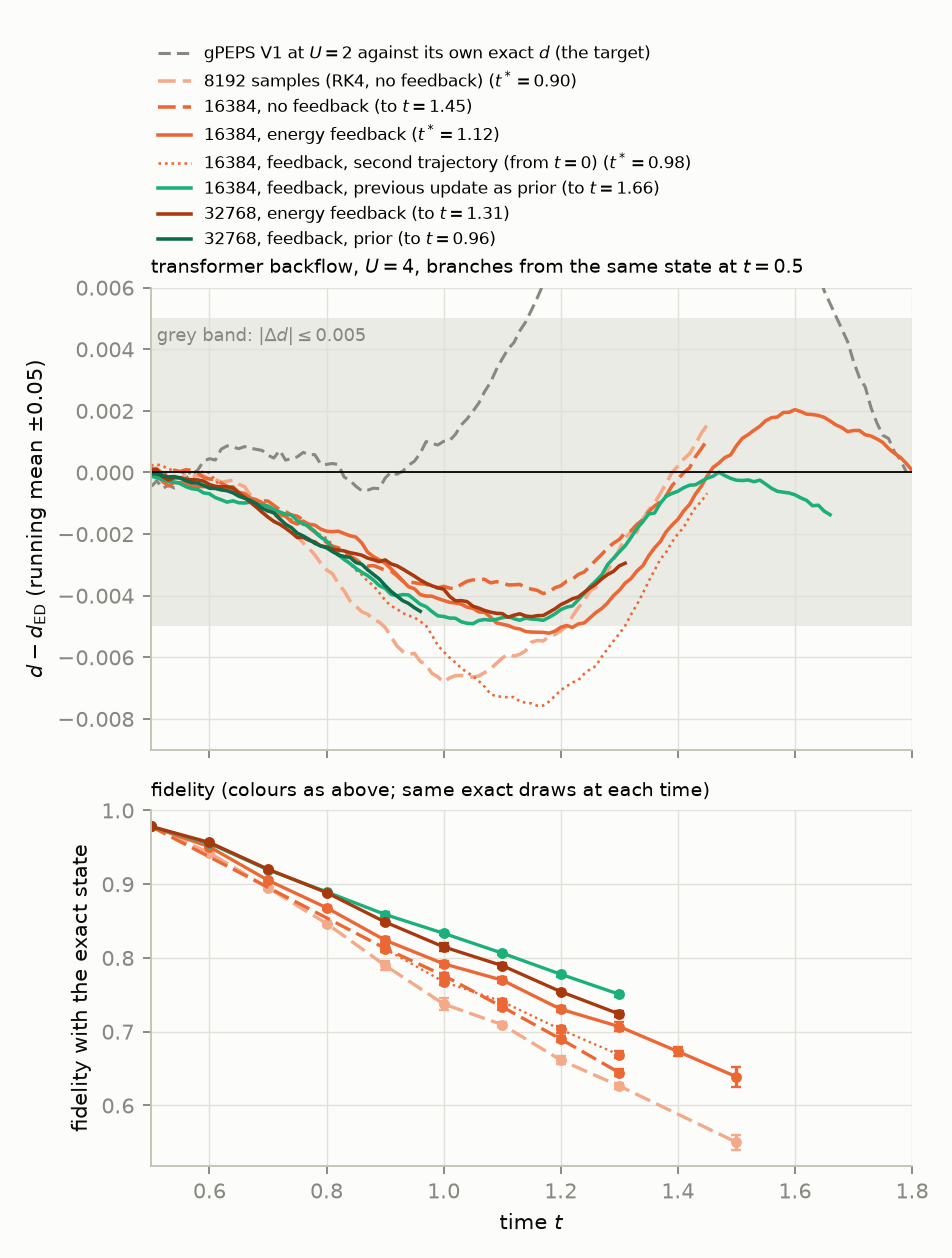 gPEPS V1 at U = 2 against its own exact d (the target)
8192 samples (RK4, no feedback) (t* = 0.90)
16384, no feedback (to t = 1.45)
16384, energy feedback (t* = 1.12)
16384, feedback, second trajectory (from t = 0) (t* = 0.98)
16384, feedback, previous update as prior (to t = 1.66)
32768, energy feedback (to t = 1.31)
32768, feedback, prior (to t = 0.96)
transformer backflow, U = 4, branches from the same state at t = 0.5
0.006
grey band: |Δd| ≤ 0.005
0.004
0.002
0.000
−0.002
−0.004
−0.006
−0.008
d − d_ED (running mean ±0.05)
fidelity (colours as above; same exact draws at each time)
1.0
0.9
0.8
0.7
0.6
fidelity with the exact state
0.6 0.8 1.0 1.2 1.4 1.6 1.8
time t